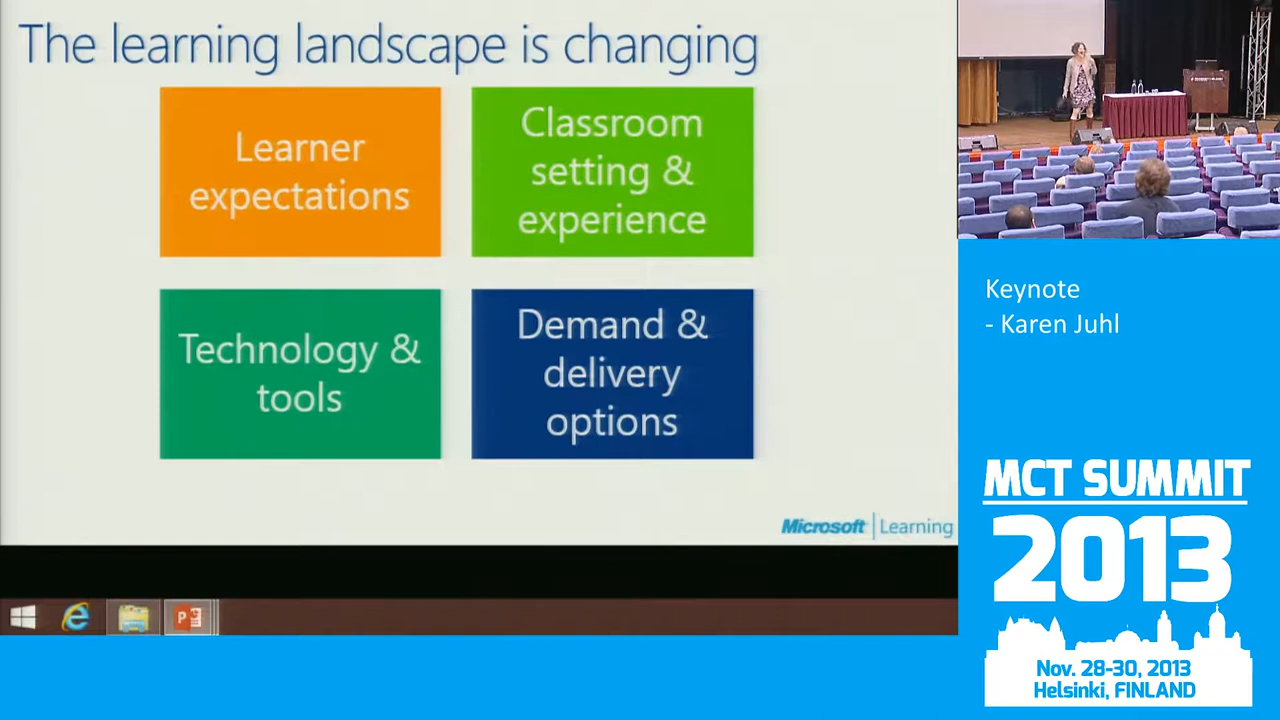 The learning landscape is changing
Learner
expectations
Classroom
setting &
experience
Technology &
tools
Demand &
delivery
options
Microsoft | Learning
Keynote
- Karen Juhl
MCT SUMMIT
2013
Nov. 28-30, 2013
Helsinki, FINLAND